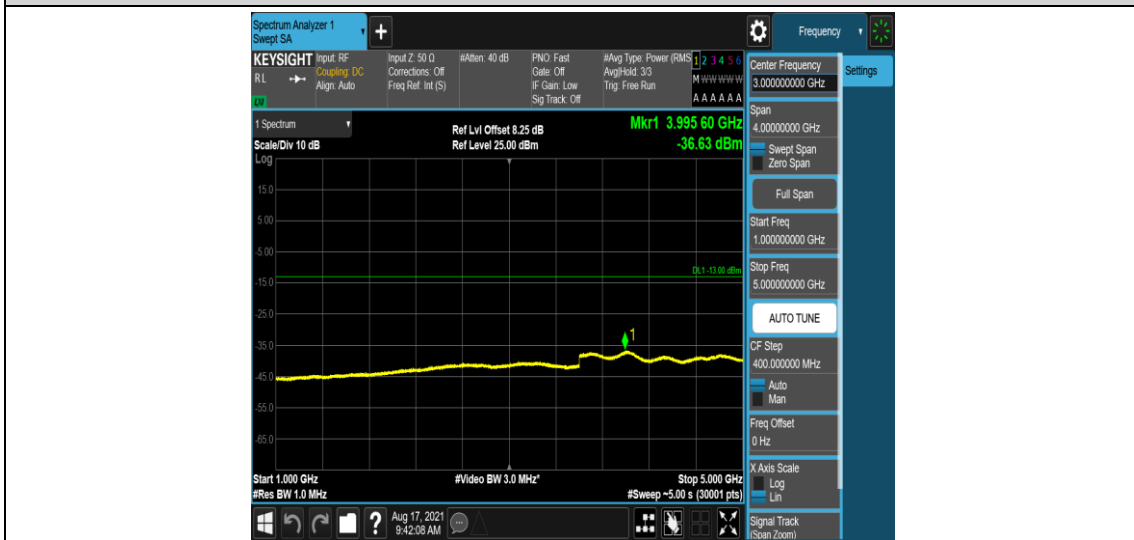 Spectrum Analyzer 1
Swept SA
Frequency
KEYSIGHT
RL
LXI
Input: RF
Coupling: DC
Align: Auto
Input Z: 50 Ω
Corrections: Off
Freq Ref: Int (S)
#Atten: 40 dB
PNO: Fast
Gate: Off
IF Gain: Low
Sig Track: Off
#Avg Type: Power (RMS
Avg|Hold: 3/3
Trig: Free Run
1 2 3 4 5 6
M W W W W W
A A A A A A
1 Spectrum
Scale/Div 10 dB
Ref Lvl Offset 8.25 dB
Ref Level 25.00 dBm
Mkr1 3.995 60 GHz
-36.63 dBm
Log
15.0
5.00
-5.00
-15.0
-25.0
-35.0
-45.0
-55.0
-65.0
DL1 -13.00 dBm
1
Start 1.000 GHz
#Res BW 1.0 MHz
#Video BW 3.0 MHz*
Stop 5.000 GHz
#Sweep ~5.00 s (30001 pts)
?
Aug 17, 2021
9:42:08 AM
Center Frequency
3.000000000 GHz
Settings
Span
4.00000000 GHz
Swept Span
Zero Span
Full Span
Start Freq
1.000000000 GHz
Stop Freq
5.000000000 GHz
AUTO TUNE
CF Step
400.000000 MHz
Auto
Man
Freq Offset
0 Hz
X Axis Scale
Log
Lin
Signal Track
(Span Zoom)